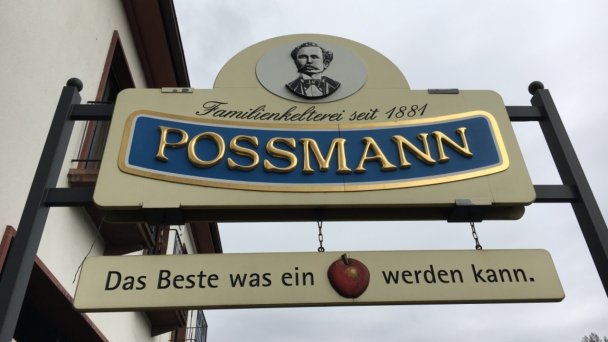 Familienkelterei seit 1881
POSSMANN
Das Beste was ein werden kann.